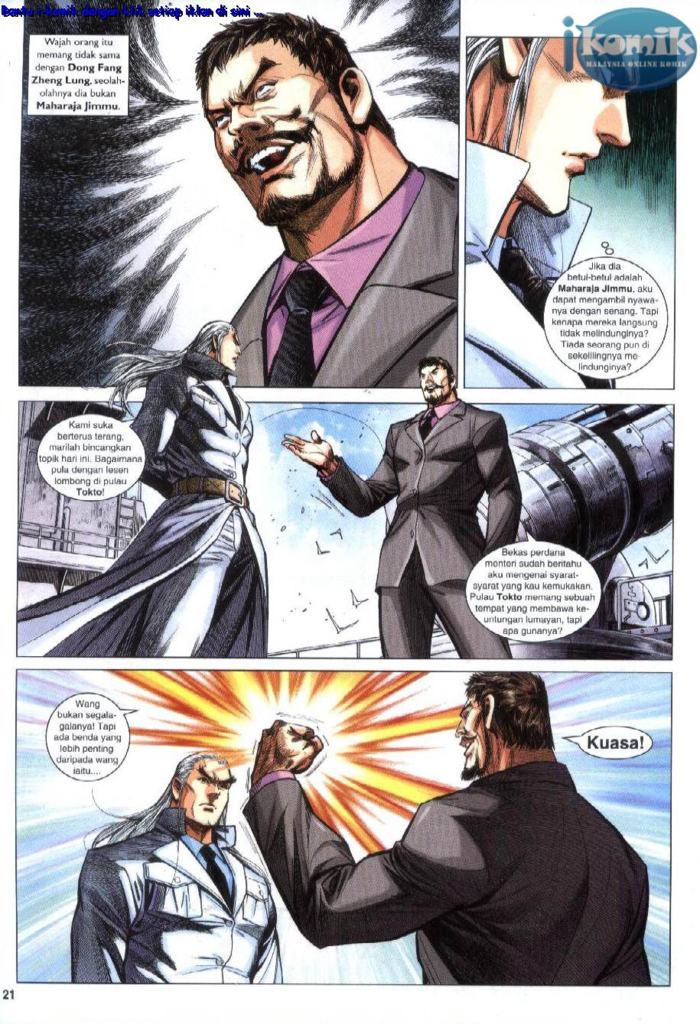 Bantu i-komik dengan klik setiap iklan di sini ...
ikomik
MALAYSIA ONLINE KOMIK
Wajah orang itu
memang tidak sama
dengan Dong Fang
Zheng Lung, seolah-
olahnya dia bukan
Maharaja Jimmu.
Jika dia
betul-betul adalah
Maharaja Jimmu, aku
dapat mengambil nyawa-
nya dengan senang. Tapi
kenapa mereka langsung
tidak melindunginya?
Tiada seorang pun di
sekelilingnya me-
lindunginya?
Kami suka
berterus terang,
marilah bincangkan
topik hari ini. Bagaimana
pula dengan lesen
lombong di pulau
Tokto!
Bekas perdana
monteri sudah beritahu
aku mengenai syarat-
syarat yang kau kemukakan.
Pulau Tokto memang sebuah
tempat yang membawa ke-
untungan lumayan, tapi
apa gunanya?
Wang
bukan segala-
galanya! Tapi
ada benda yang
lebih penting
daripada wang
iaitu....
Kuasa!
21